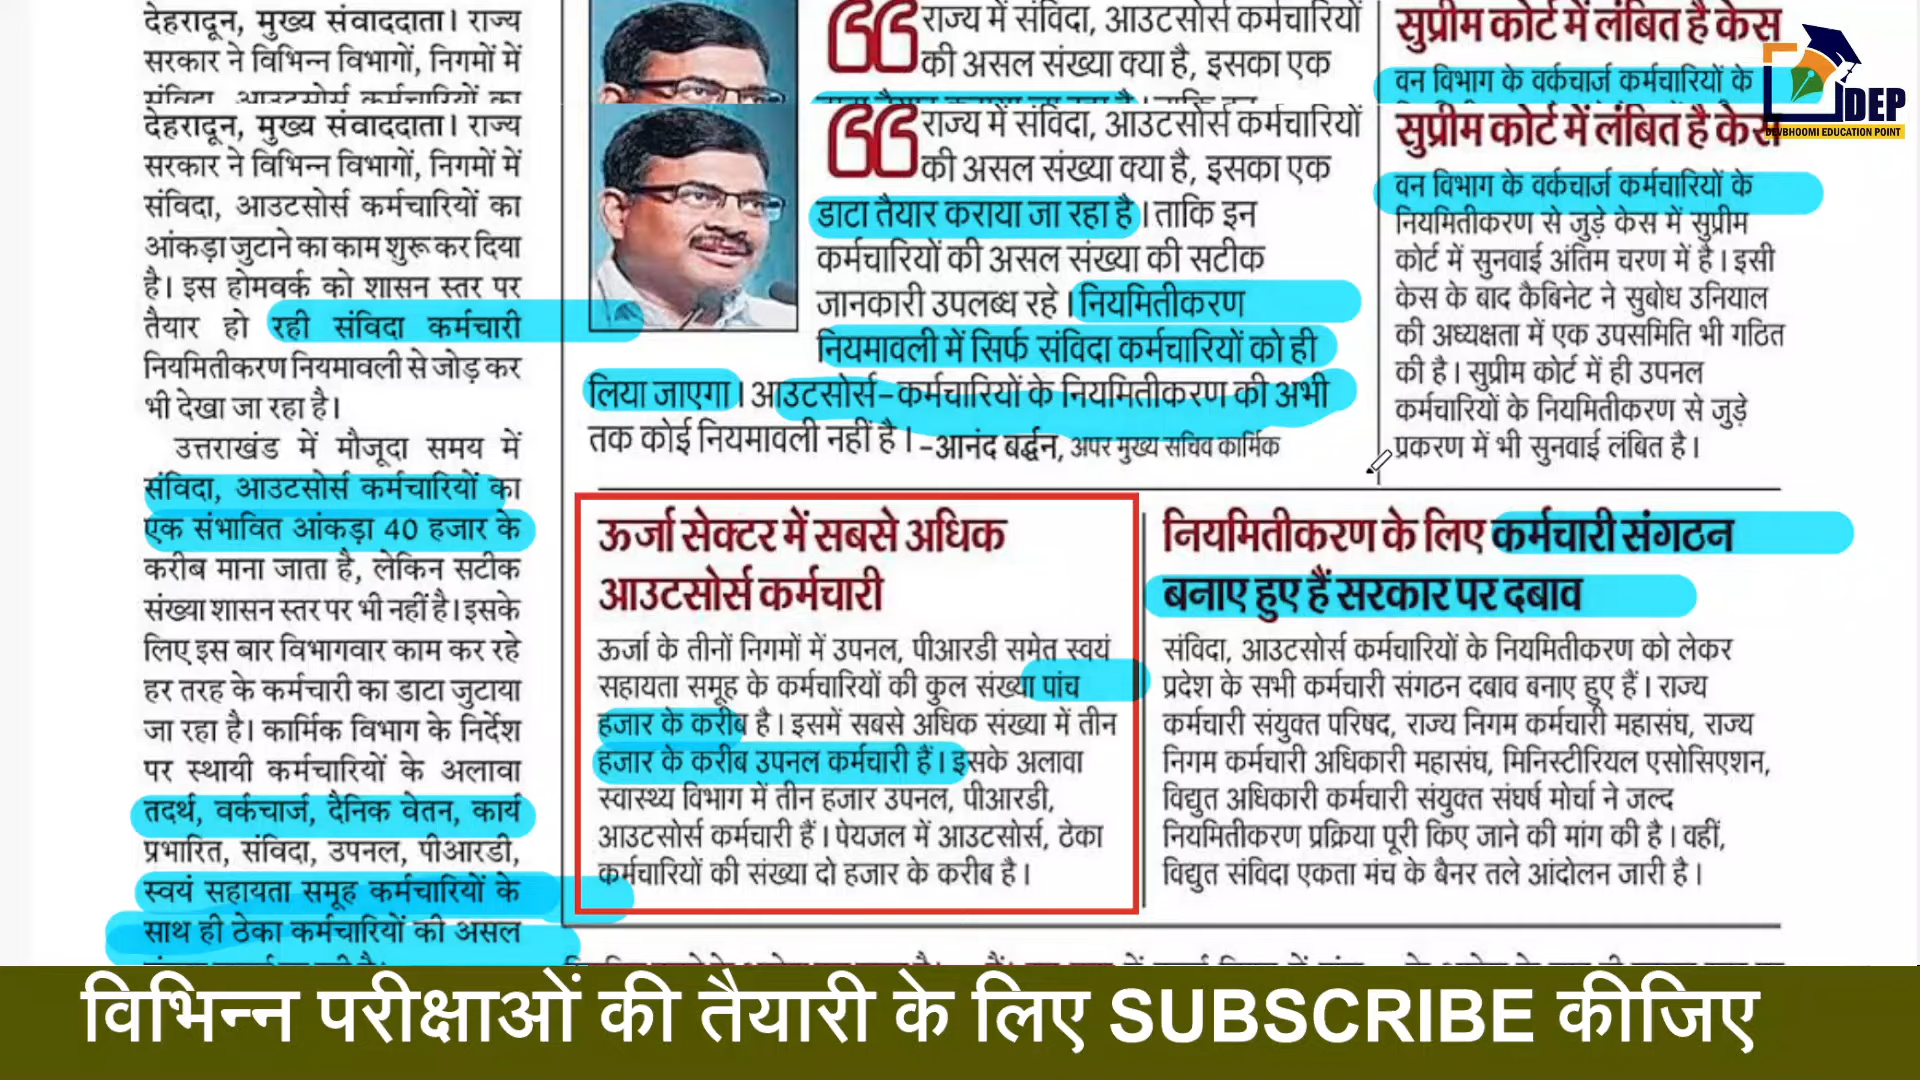 देहरादून, मुख्य संवाददाता। राज्य
सरकार ने विभिन्न विभागों, निगमों में
संविदा, आउटसोर्स कर्मचारियों का
देहरादून, मुख्य संवाददाता। राज्य
सरकार ने विभिन्न विभागों, निगमों में
संविदा, आउटसोर्स कर्मचारियों का
आंकड़ा जुटाने का काम शुरू कर दिया
है। इस होमवर्क को शासन स्तर पर
तैयार हो रही संविदा कर्मचारी
नियमितीकरण नियमावली से जोड़ कर
भी देखा जा रहा है।
उत्तराखंड में मौजूदा समय में
संविदा, आउटसोर्स कर्मचारियों का
एक संभावित आंकड़ा 40 हजार के
करीब माना जाता है, लेकिन सटीक
संख्या शासन स्तर पर भी नहीं है। इसके
लिए इस बार विभागवार काम कर रहे
हर तरह के कर्मचारी का डाटा जुटाया
जा रहा है। कार्मिक विभाग के निर्देश
पर स्थायी कर्मचारियों के अलावा
तदर्थ, वर्कचार्ज, दैनिक वेतन, कार्य
प्रभारित, संविदा, उपनल, पीआरडी,
स्वयं सहायता समूह कर्मचारियों के
साथ ही ठेका कर्मचारियों की असल
राज्य में संविदा, आउटसोर्स कर्मचारियों
की असल संख्या क्या है, इसका एक
राज्य में संविदा, आउटसोर्स कर्मचारियों
की असल संख्या क्या है, इसका एक
डाटा तैयार कराया जा रहा है। ताकि इन
कर्मचारियों की असल संख्या की सटीक
जानकारी उपलब्ध रहे। नियमितीकरण
नियमावली में सिर्फ संविदा कर्मचारियों को ही
लिया जाएगा। आउटसोर्स-कर्मचारियों के नियमितीकरण की अभी
तक कोई नियमावली नहीं है। -आनंद बर्द्धन, अपर मुख्य सचिव कार्मिक
सुप्रीम कोर्ट में लंबित है केस
वन विभाग के वर्कचार्ज कर्मचारियों के
सुप्रीम कोर्ट में लंबित है केस
वन विभाग के वर्कचार्ज कर्मचारियों के
नियमितीकरण से जुड़े केस में सुप्रीम
कोर्ट में सुनवाई अंतिम चरण में है। इसी
केस के बाद कैबिनेट ने सुबोध उनियाल
की अध्यक्षता में एक उपसमिति भी गठित
की है। सुप्रीम कोर्ट में ही उपनल
कर्मचारियों के नियमितीकरण से जुड़े
प्रकरण में भी सुनवाई लंबित है।
DEP
DEVBHOOMI EDUCATION POINT
ऊर्जा सेक्टर में सबसे अधिक
आउटसोर्स कर्मचारी
ऊर्जा के तीनों निगमों में उपनल, पीआरडी समेत स्वयं
सहायता समूह के कर्मचारियों की कुल संख्या पांच
हजार के करीब है। इसमें सबसे अधिक संख्या में तीन
हजार के करीब उपनल कर्मचारी हैं। इसके अलावा
स्वास्थ्य विभाग में तीन हजार उपनल, पीआरडी,
आउटसोर्स कर्मचारी हैं। पेयजल में आउटसोर्स, ठेका
कर्मचारियों की संख्या दो हजार के करीब है।
नियमितीकरण के लिए कर्मचारी संगठन
बनाए हुए हैं सरकार पर दबाव
संविदा, आउटसोर्स कर्मचारियों के नियमितीकरण को लेकर
प्रदेश के सभी कर्मचारी संगठन दबाव बनाए हुए हैं। राज्य
कर्मचारी संयुक्त परिषद, राज्य निगम कर्मचारी महासंघ, राज्य
निगम कर्मचारी अधिकारी महासंघ, मिनिस्टीरियल एसोसिएशन,
विद्युत अधिकारी कर्मचारी संयुक्त संघर्ष मोर्चा ने जल्द
नियमितीकरण प्रक्रिया पूरी किए जाने की मांग की है। वहीं,
विद्युत संविदा एकता मंच के बैनर तले आंदोलन जारी है।
विभिन्न परीक्षाओं की तैयारी के लिए SUBSCRIBE कीजिए